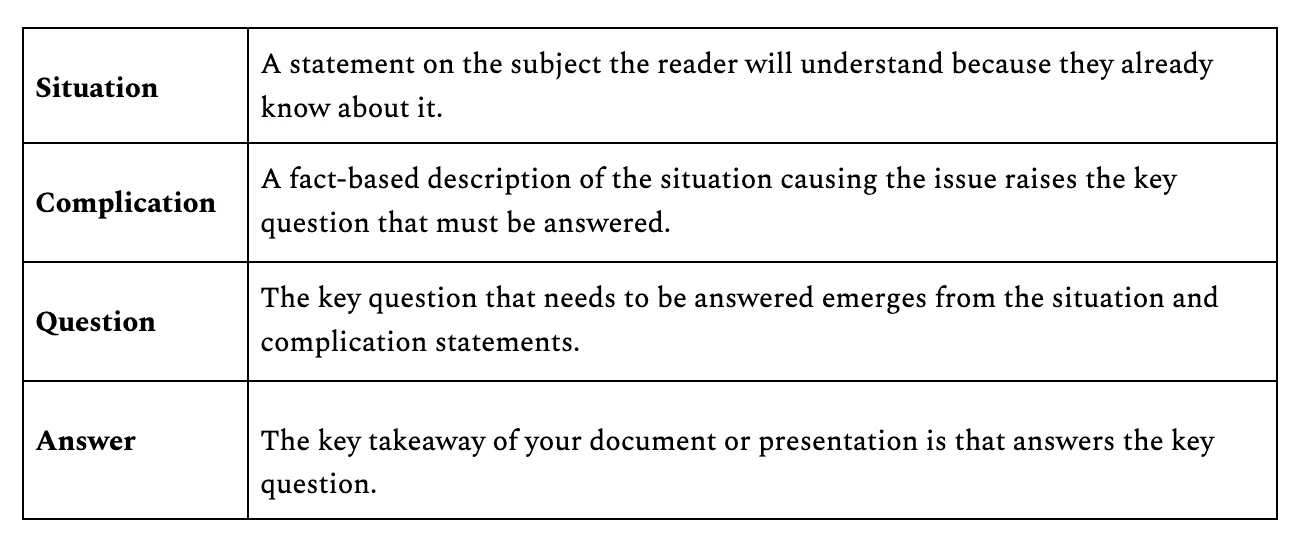 Situation
A statement on the subject the reader will understand because they already
know about it.
Complication
A fact-based description of the situation causing the issue raises the key
question that must be answered.
Question
The key question that needs to be answered emerges from the situation and
complication statements.
Answer
The key takeaway of your document or presentation is that answers the key
question.